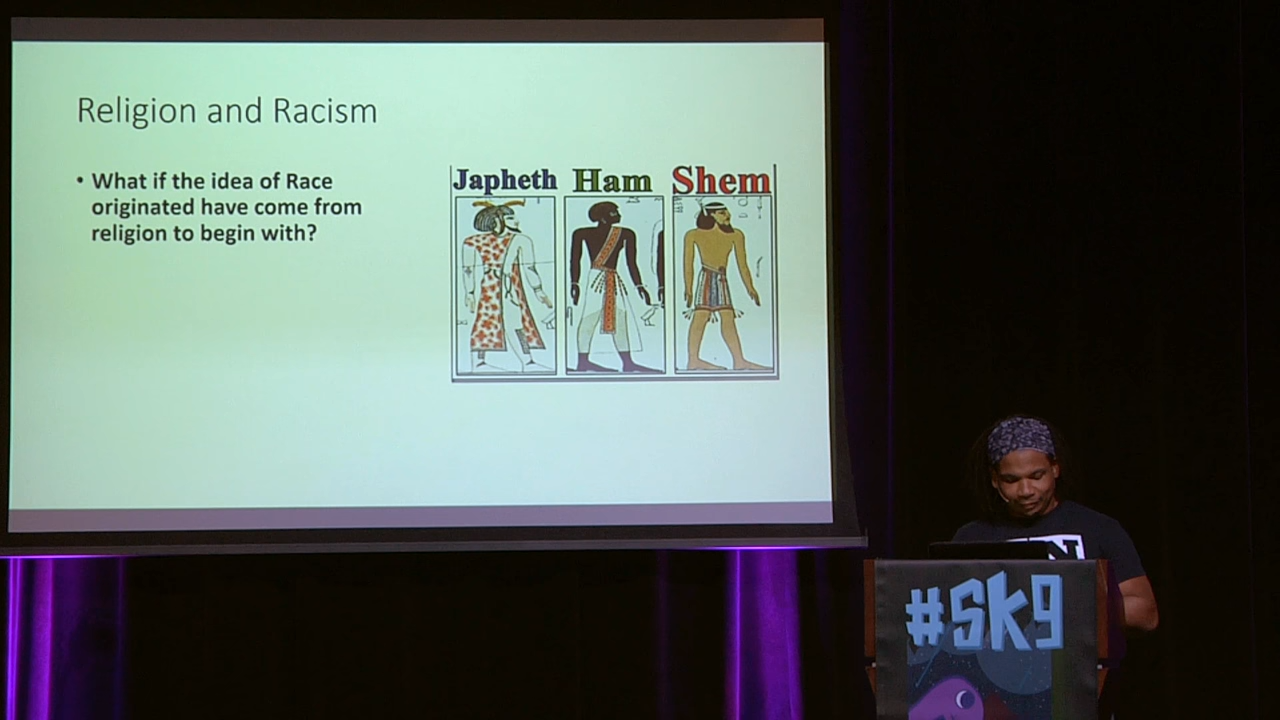 Religion and Racism
• What if the idea of Race
originated have come from
religion to begin with?
Japheth Ham Shem
#SK9